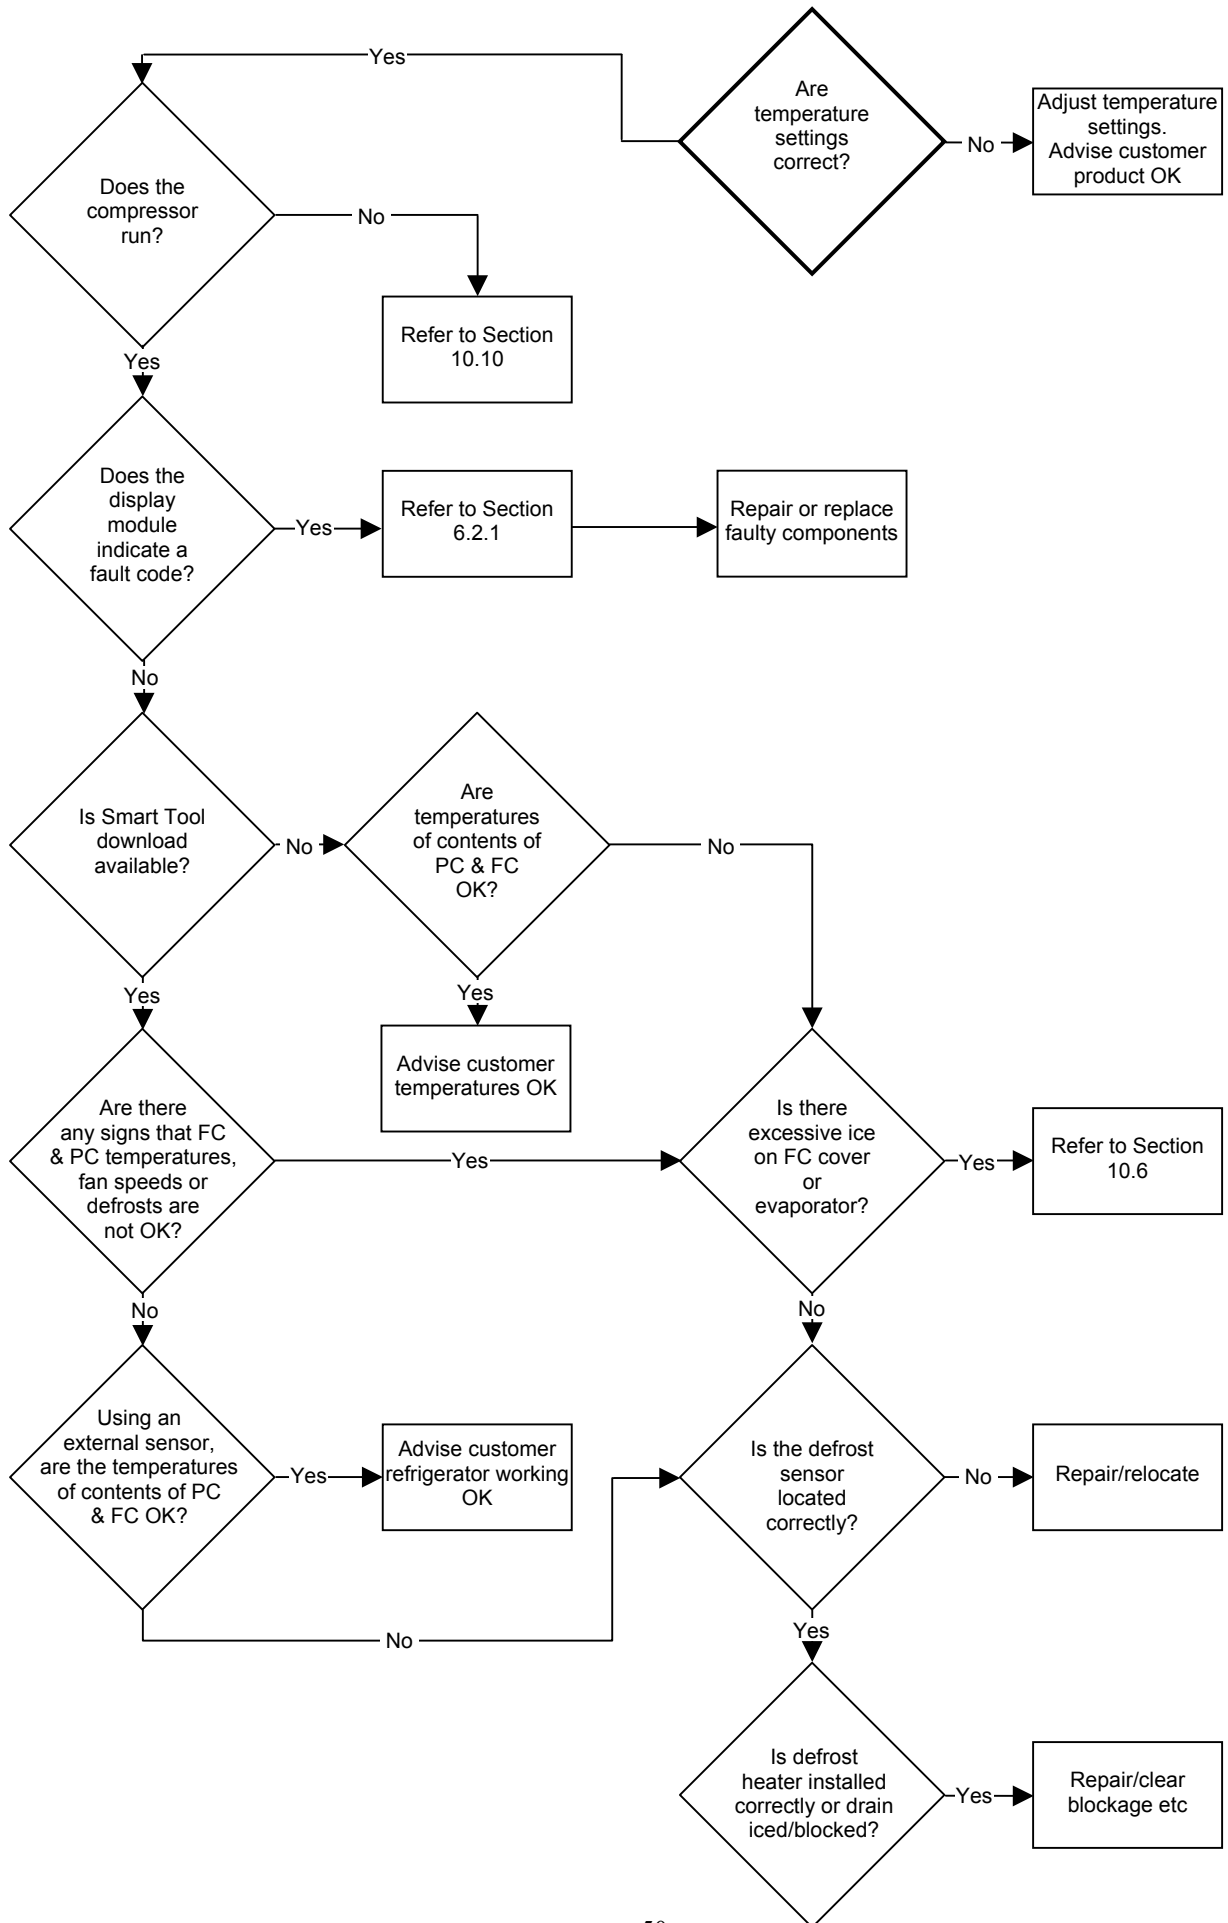 Are
temperature
settings
correct?
No
Adjust temperature
settings.
Advise customer
product OK
Yes
Does the
compressor
run?
No
Refer to Section
10.10
Yes
Does the
display
module
indicate a
fault code?
Yes
Refer to Section
6.2.1
Repair or replace
faulty components
No
Is Smart Tool
download
available?
No
Are
temperatures
of contents of
PC & FC
OK?
No
Yes
Advise customer
temperatures OK
Yes
Are there
any signs that FC
& PC temperatures,
fan speeds or
defrosts are
not OK?
Yes
Is there
excessive ice
on FC cover
or
evaporator?
Yes
Refer to Section
10.6
No
Using an
external sensor,
are the temperatures
of contents of PC
& FC OK?
Yes
Advise customer
refrigerator working
OK
No
No
Is the defrost
sensor
located
correctly?
No
Repair/relocate
Yes
Is defrost
heater installed
correctly or drain
iced/blocked?
Yes
Repair/clear
blockage etc